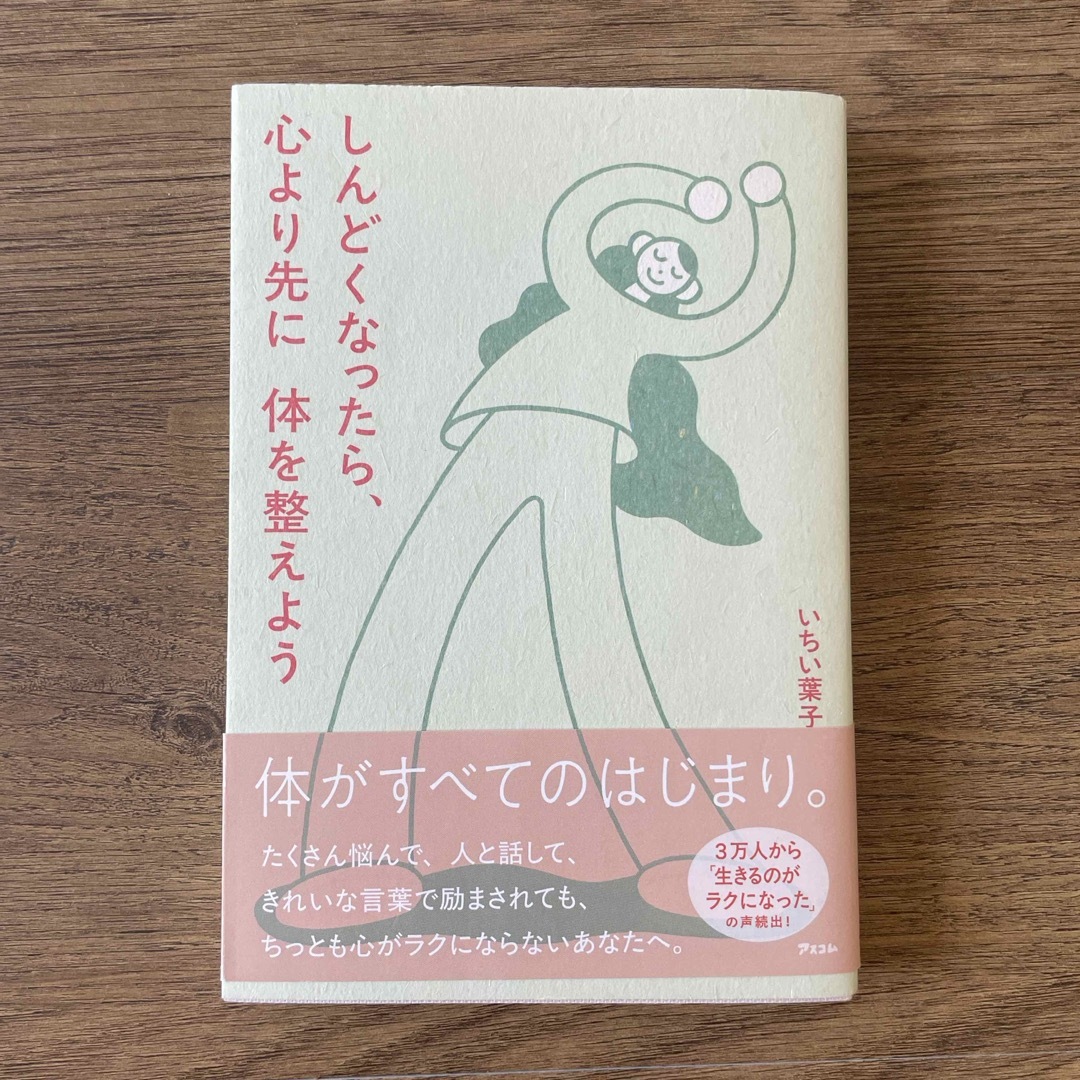 しんどくなったら、
心より先に 体を整えよう
いちい葉子
体がすべてのはじまり。
たくさん悩んで、人と話して、
きれいな言葉で励まされても、
ちっとも心がラクにならないあなたへ。
3万人から
「生きるのが
ラクになった」
の声続出!
アスコム